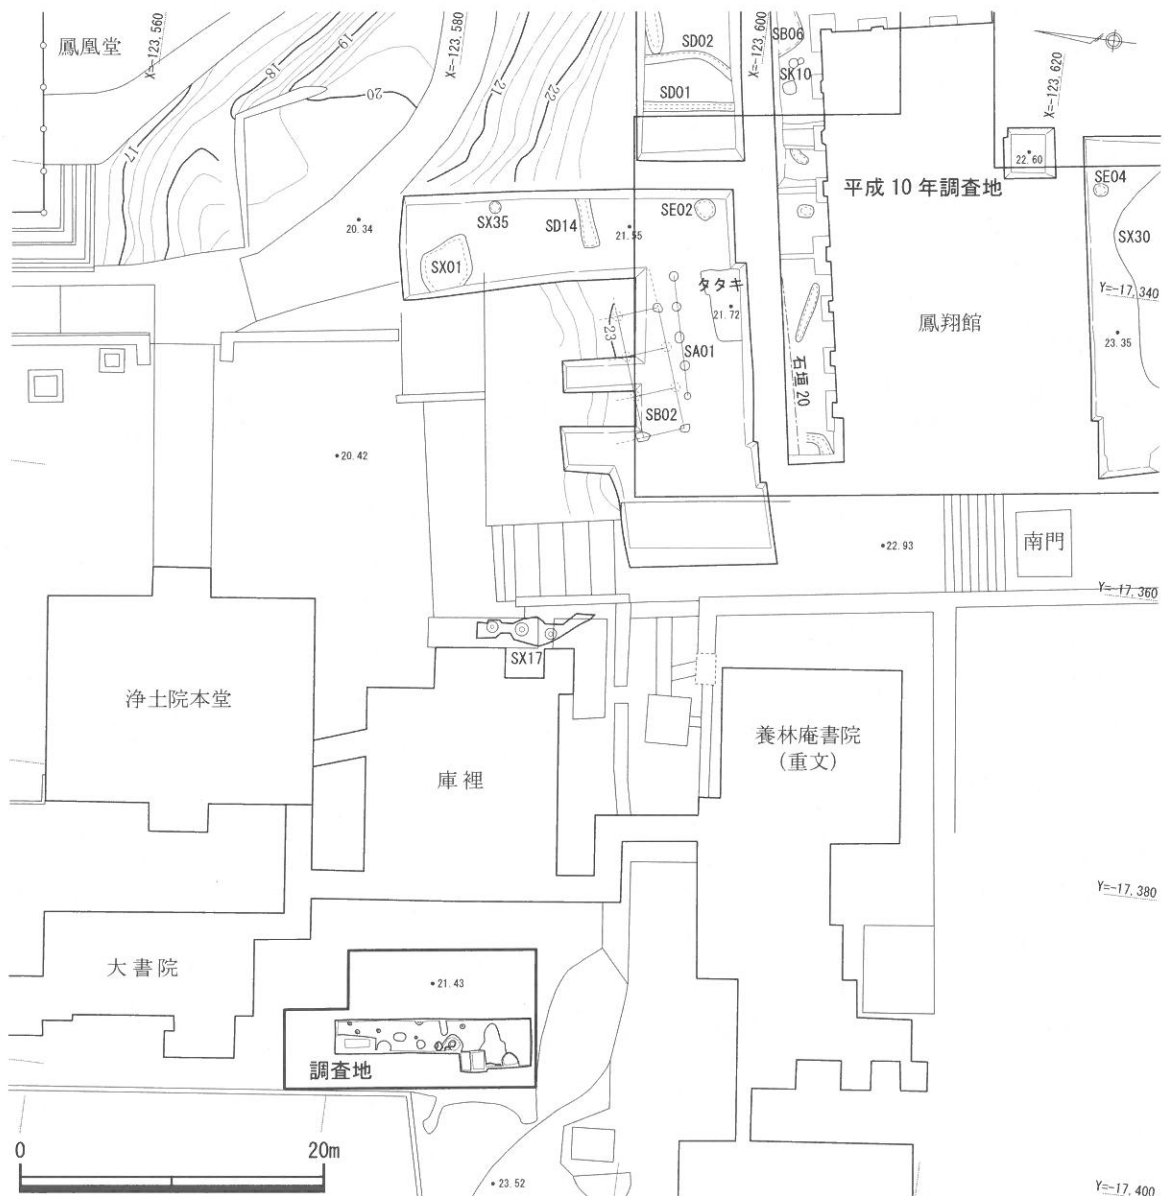 鳳凰堂
X=-123,560
18
19
20
17
X=-123,580
21
22
X=-123,600
SD02
SD01
SB06
SK10
X=-123,620
22.60
平成10年調査地
SE04
SX30
Y=-17,340
23.35
20.34
SX35
SX01
SD14
21.55
SE02
タタキ
21.72
23
SA01
SB02
石垣20
鳳翔館
20.42
22.93
南門
Y=-17,360
SX17
浄土院本堂
庫裡
養林庵書院
(重文)
Y=-17,380
大書院
21.43
調査地
0
20m
23.52
Y=-17,400